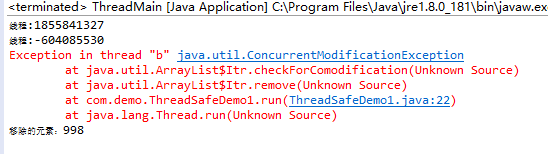 <terminated> ThreadMain [Java Application] C:\Program Files\Java\jre1.8.0_181\bin\javaw.ex
线程:1855841327
线程:-604085530
Exception in thread "b" java.util.ConcurrentModificationException
at java.util.ArrayList$Itr.checkForComodification(Unknown Source)
at java.util.ArrayList$Itr.remove(Unknown Source)
at com.demo.ThreadSafeDemo1.run(ThreadSafeDemo1.java:22)
at java.lang.Thread.run(Unknown Source)
移除的元素：998